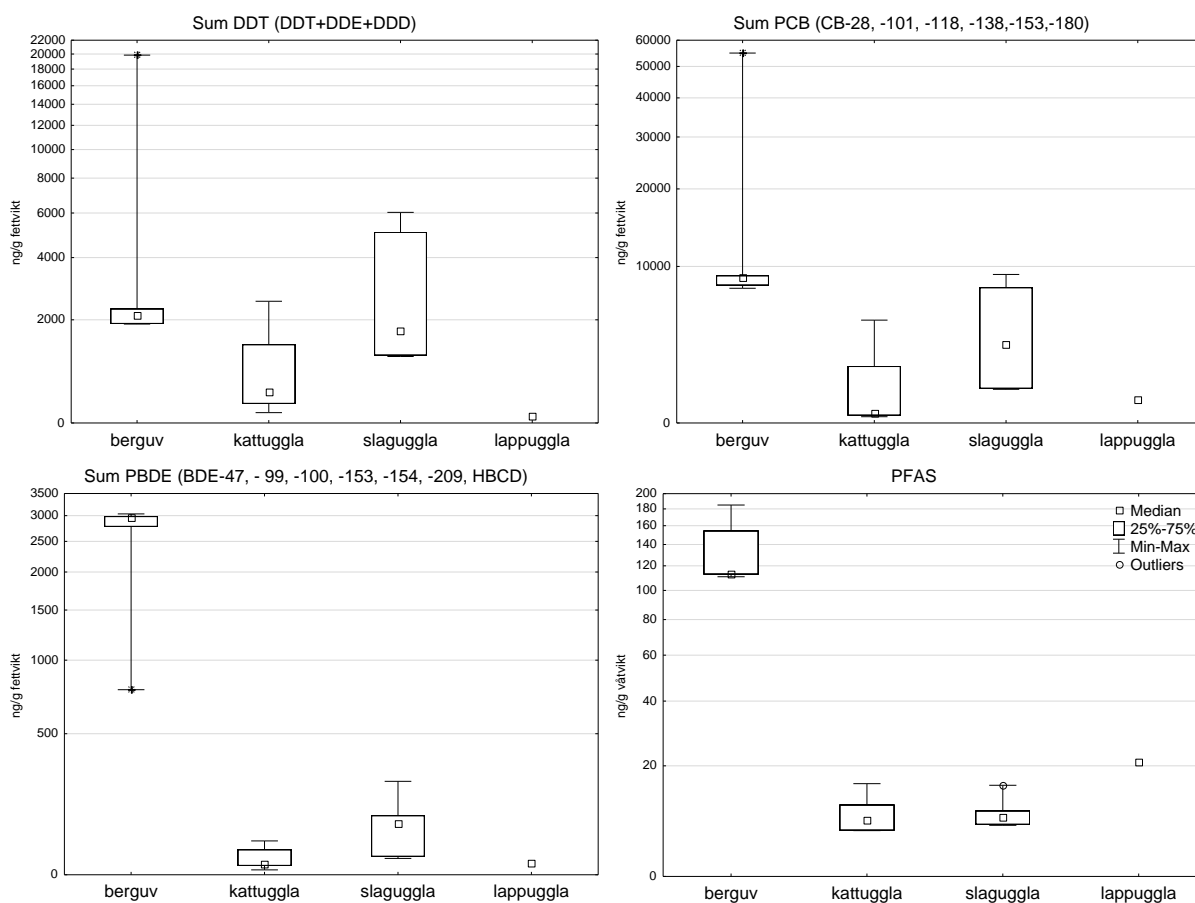 Sum DDT (DDT+DDE+DDD)
22000
20000
18000
16000
14000
12000
10000
8000
6000
4000
2000
0
ng/g fettvikt
berguv kattuggla slaguggla lappuggla
Sum PCB (CB-28, -101, -118, -138,-153,-180)
60000
50000
40000
30000
20000
10000
0
ng/g fettvikt
berguv kattuggla slaguggla lappuggla
Sum PBDE (BDE-47, - 99, -100, -153, -154, -209, HBCD)
3500
3000
2500
2000
1500
1000
500
0
ng/g fettvikt
berguv kattuggla slaguggla lappuggla
PFAS
200
180
160
140
120
100
80
60
40
20
0
ng/g våtvikt
Median
25%-75%
Min-Max
Outliers
berguv kattuggla slaguggla lappuggla